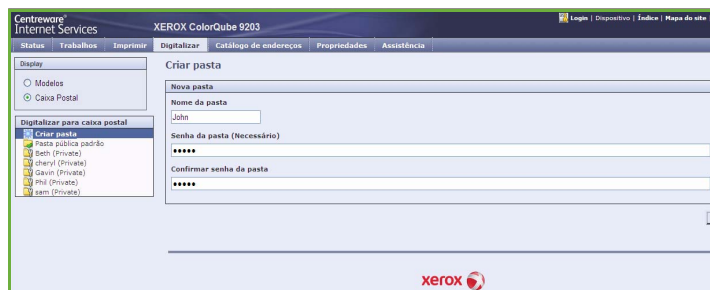 Centreware®
Internet Services
XEROX ColorQube 9203
Login | Dispositivo | Índice | Mapa do site |
Status Trabalhos Imprimir Digitalizar Catálogo de endereços Propriedades Assistência
Display
Modelos
Caixa Postal
Digitalizar para caixa postal
Criar pasta
Pasta pública padrão
Beth (Private)
cheryl (Private)
Gavin (Private)
Phil (Private)
sam (Private)
Criar pasta
Nova pasta
Nome da pasta
John
Senha da pasta (Necessário)
•••••
Confirmar senha da pasta
•••••
xerox